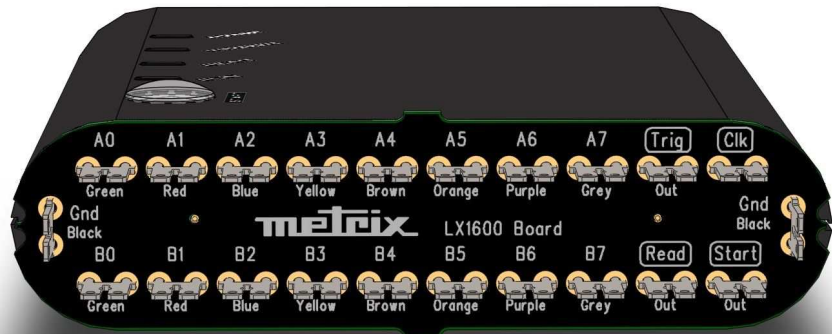 A0 A1 A2 A3 A4 A5 A6 A7 Trig Clk
Green Red Blue Yellow Brown Orange Purple Grey Out
Gnd Gnd
Black Black
metrix LX1600 Board
B0 B1 B2 B3 B4 B5 B6 B7 Read Start
Green Red Blue Yellow Brown Orange Purple Grey Out Out